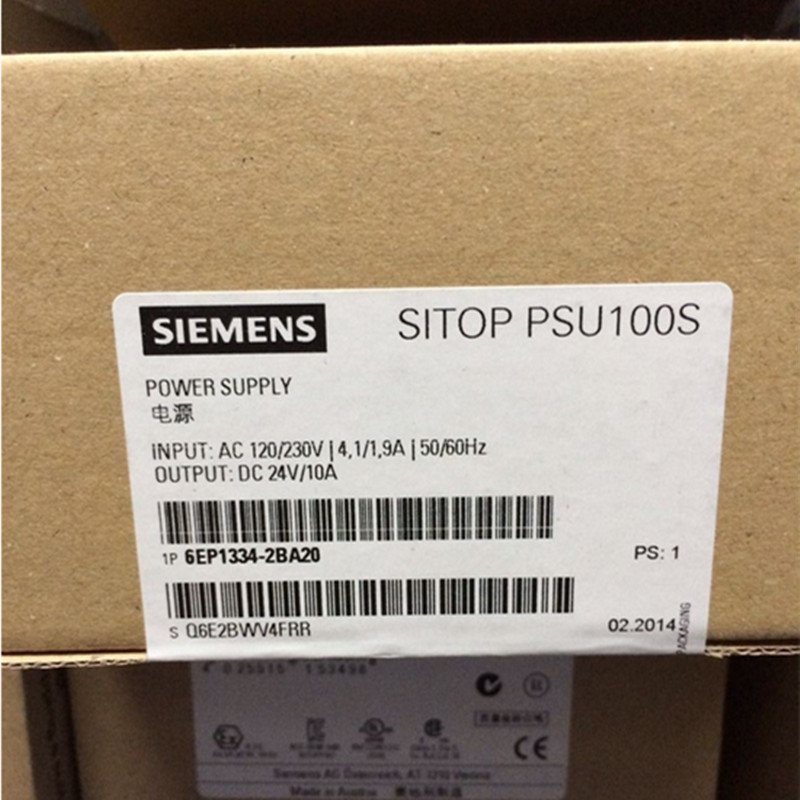 SIEMENS
SITOP PSU100S
POWER SUPPLY
电源
INPUT: AC 120/230V | 4,1/1,9A | 50/60Hz
OUTPUT: DC 24V/10A
1P 6EP1334-2BA20
PS: 1
S Q6E2BWV4FRR
02.2014
PACKAGING
Ex
CE
Siemens AG Österreich, AT-1210 Vienna
Made in Austria